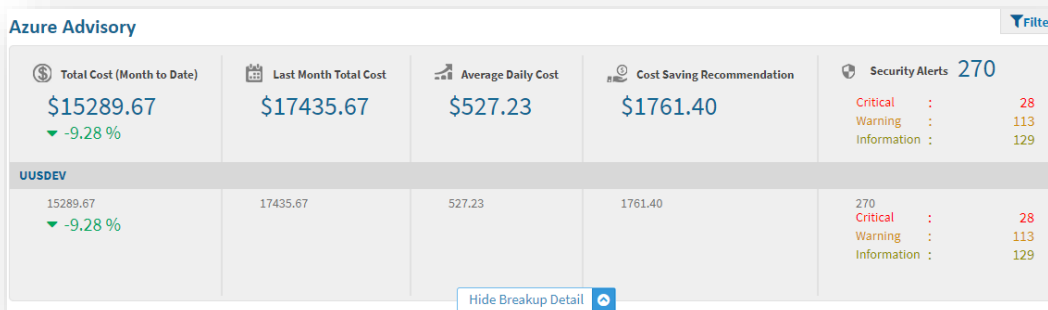 Azure Advisory
Filte
Total Cost (Month to Date)
$15289.67
-9.28 %
Last Month Total Cost
$17435.67
Average Daily Cost
$527.23
Cost Saving Recommendation
$1761.40
Security Alerts 270
Critical : 28
Warning : 113
Information : 129
UUSDEV
15289.67
-9.28 %
17435.67
527.23
1761.40
270
Critical : 28
Warning : 113
Information : 129
Hide Breakup Detail